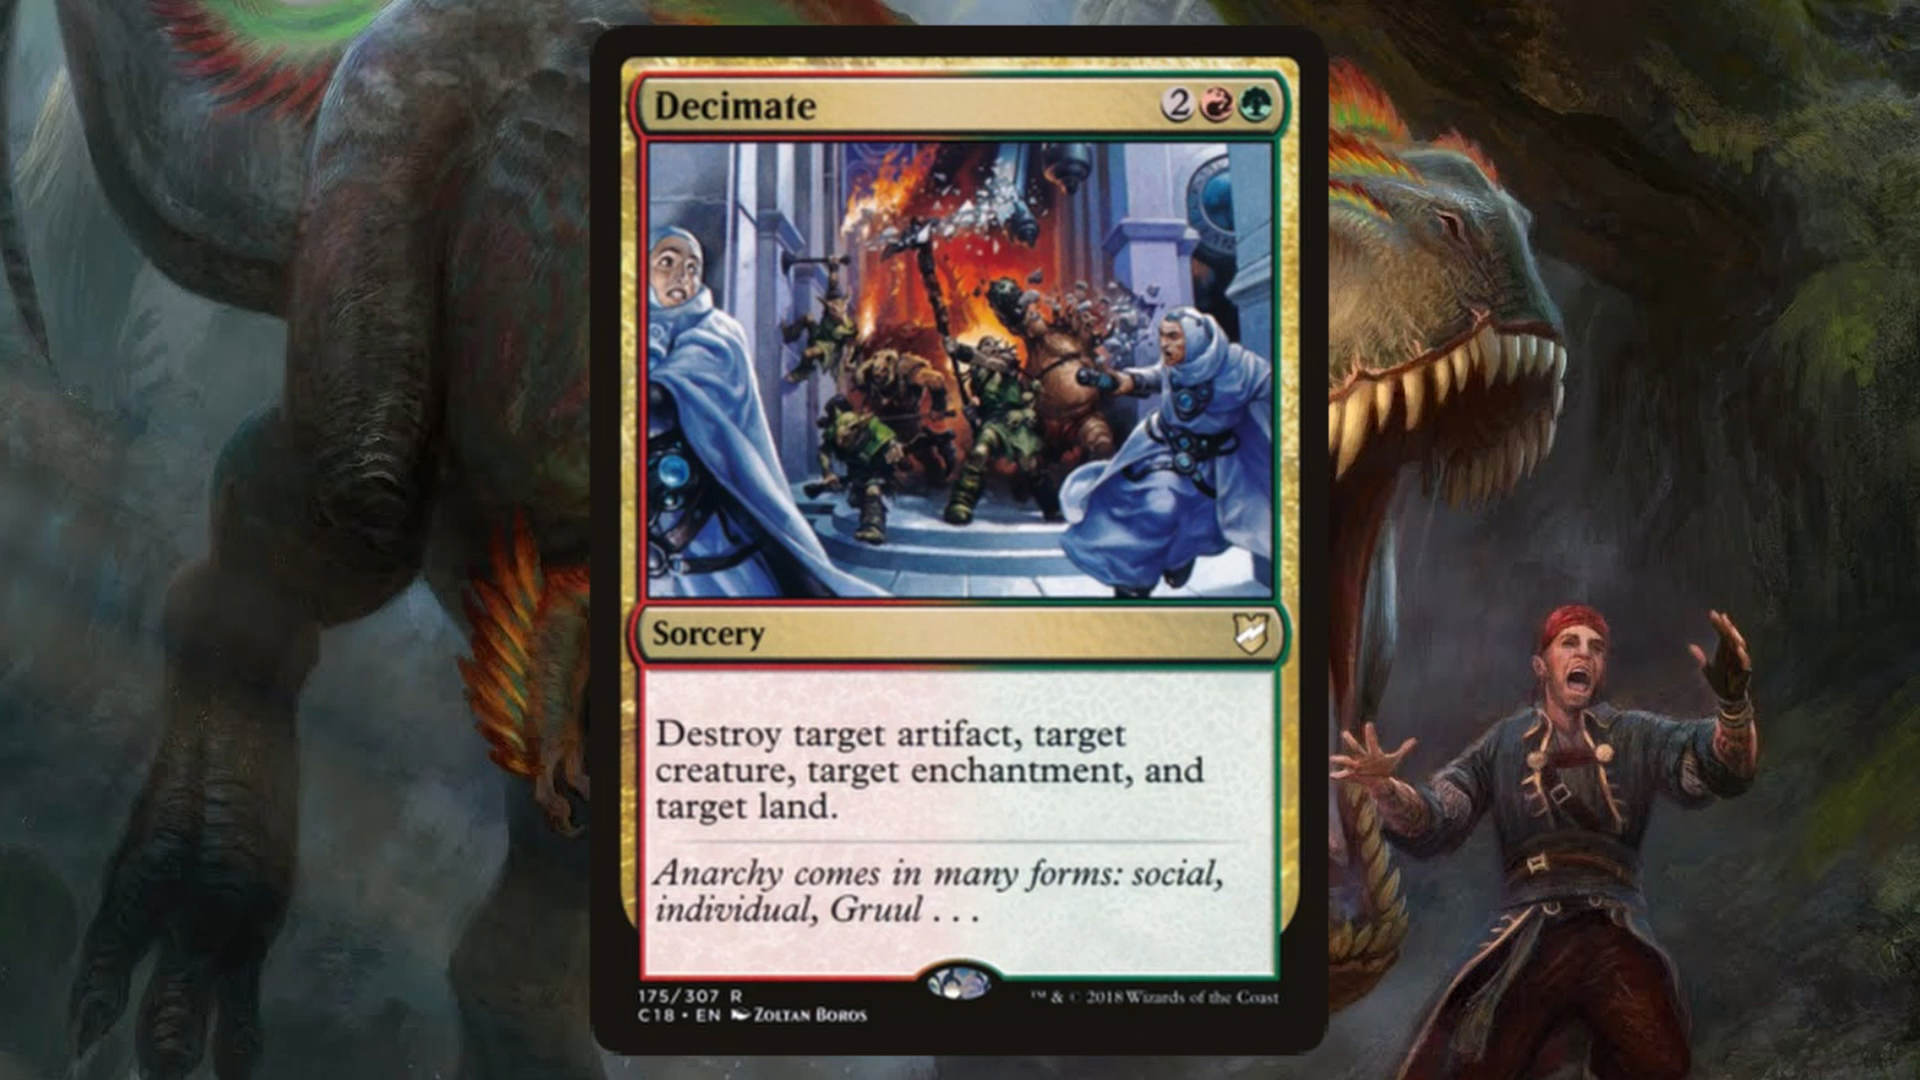 Decimate 2
Sorcery
Destroy target artifact, target
creature, target enchantment, and
target land.
Anarchy comes in many forms: social,
individual, Gruul . . .
175/307 R
™ & © 2018 Wizards of the Coast
C18 • EN Zoltan Boros